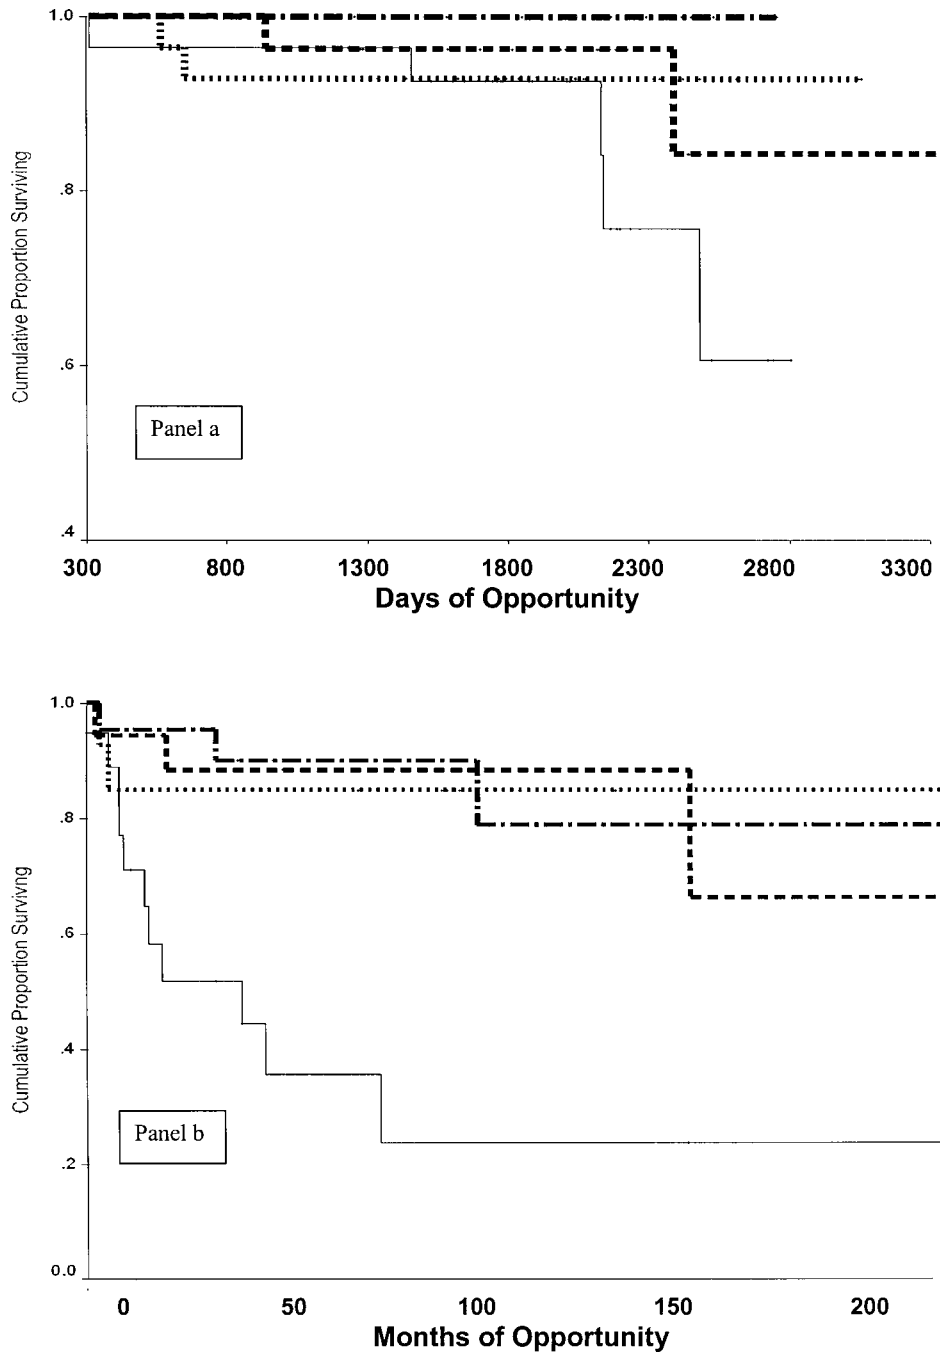 1.0
.8
.6
.4
Cumulative Proportion Surviving
Panel a
300 800 1300 1800 2300 2800 3300
Days of Opportunity
1.0
.8
.6
.4
.2
0.0
Cumulative Proportion Survivng
Panel b
0 50 100 150 200
Months of Opportunity